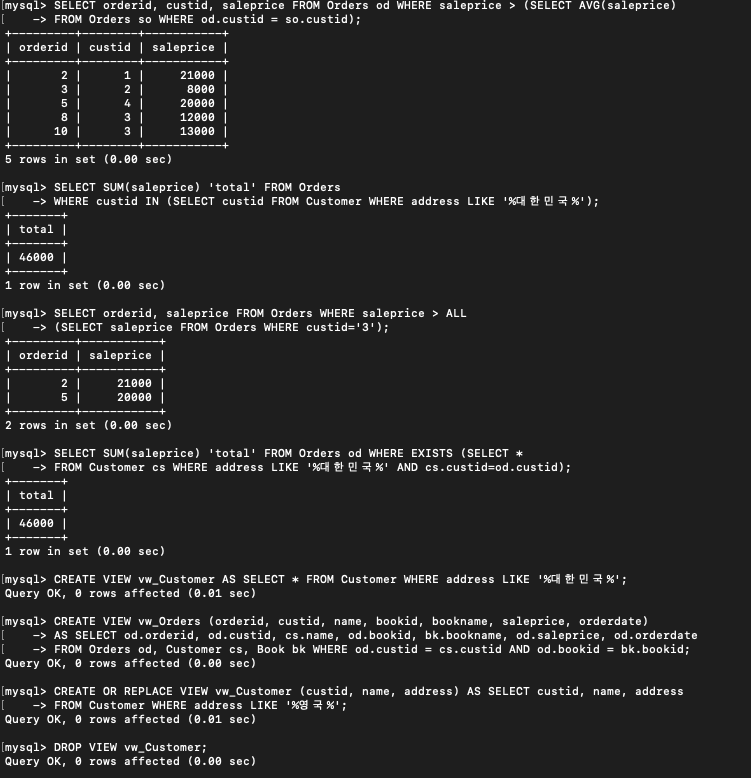 [mysql> SELECT orderid, custid, saleprice FROM Orders od WHERE saleprice > (SELECT AVG(saleprice)
[    -> FROM Orders so WHERE od.custid = so.custid);
+---------+--------+-----------+
| orderid | custid | saleprice |
+---------+--------+-----------+
|       2 |      1 |     21000 |
|       3 |      2 |      8000 |
|       5 |      4 |     20000 |
|       8 |      3 |     12000 |
|      10 |      3 |     13000 |
+---------+--------+-----------+
5 rows in set (0.00 sec)
[mysql> SELECT SUM(saleprice) 'total' FROM Orders
[    -> WHERE custid IN (SELECT custid FROM Customer WHERE address LIKE '%대한민국%');
+-------+
| total |
+-------+
| 46000 |
+-------+
1 row in set (0.00 sec)
[mysql> SELECT orderid, saleprice FROM Orders WHERE saleprice > ALL
[    -> (SELECT saleprice FROM Orders WHERE custid='3');
+---------+-----------+
| orderid | saleprice |
+---------+-----------+
|       2 |     21000 |
|       5 |     20000 |
+---------+-----------+
2 rows in set (0.00 sec)
[mysql> SELECT SUM(saleprice) 'total' FROM Orders od WHERE EXISTS (SELECT *
[    -> FROM Customer cs WHERE address LIKE '%대한민국%' AND cs.custid=od.custid);
+-------+
| total |
+-------+
| 46000 |
+-------+
1 row in set (0.00 sec)
[mysql> CREATE VIEW vw_Customer AS SELECT * FROM Customer WHERE address LIKE '%대한민국%';
Query OK, 0 rows affected (0.01 sec)
[mysql> CREATE VIEW vw_Orders (orderid, custid, name, bookid, bookname, saleprice, orderdate)
[    -> AS SELECT od.orderid, od.custid, cs.name, od.bookid, bk.bookname, od.saleprice, od.orderdate
[    -> FROM Orders od, Customer cs, Book bk WHERE od.custid = cs.custid AND od.bookid = bk.bookid;
Query OK, 0 rows affected (0.00 sec)
[mysql> CREATE OR REPLACE VIEW vw_Customer (custid, name, address) AS SELECT custid, name, address
[    -> FROM Customer WHERE address LIKE '%영국%';
Query OK, 0 rows affected (0.01 sec)
[mysql> DROP VIEW vw_Customer;
Query OK, 0 rows affected (0.00 sec)